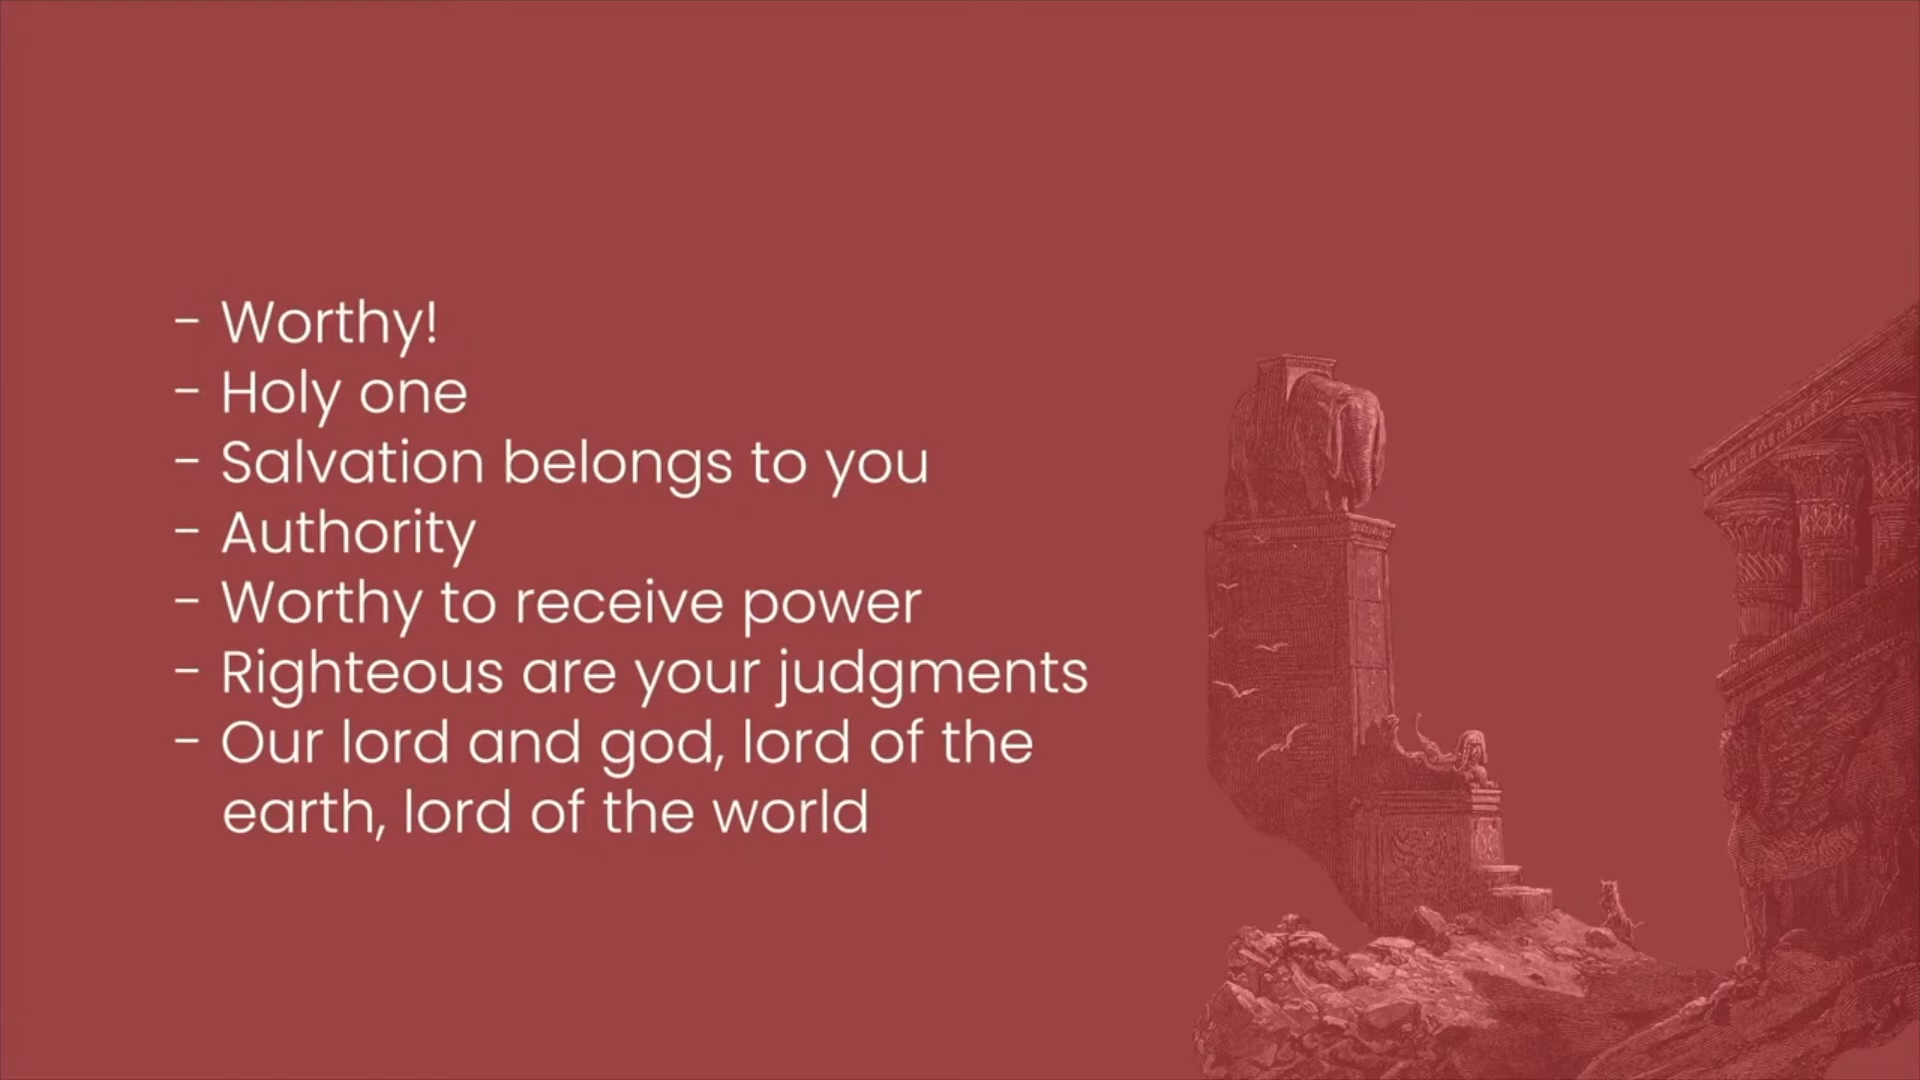 - Worthy!
- Holy one
- Salvation belongs to you
- Authority
- Worthy to receive power
- Righteous are your judgments
- Our lord and god, lord of the
earth, lord of the world